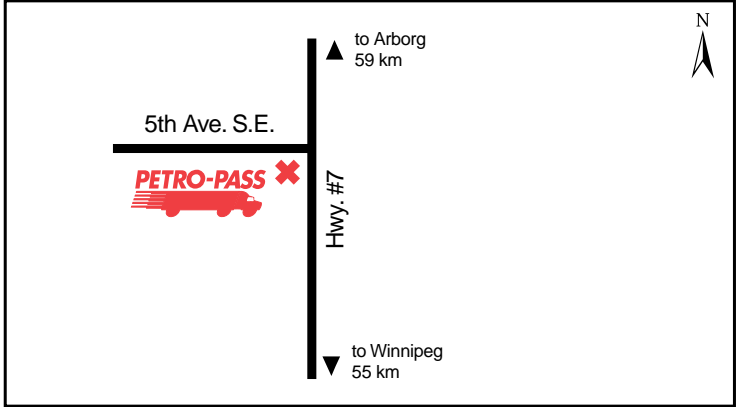 N
to Arborg
59 km
5th Ave. S.E.
PETRO-PASS
Hwy. #7
to Winnipeg
55 km